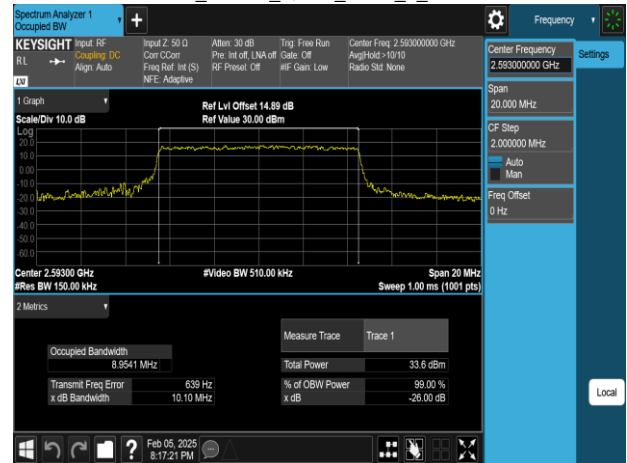 Spectrum Analyzer 1
Occupied BW
Frequency
KEYSIGHT
RL
LXI
Input: RF
Coupling: DC
Align: Auto
Input Z: 50 Ω
Corr CCorr
Freq Ref: Int (S)
NFE: Adaptive
Atten: 30 dB
Pre: Int off, LNA off
RF Presel: Off
Trig: Free Run
Gate: Off
#IF Gain: Low
Center Freq: 2.593000000 GHz
Avg|Hold:>10/10
Radio Std: None
Center Frequency
2.593000000 GHz
Settings
Span
20.000 MHz
CF Step
2.000000 MHz
Auto
Man
Freq Offset
0 Hz
1 Graph
Scale/Div 10.0 dB
Ref Lvl Offset 14.89 dB
Ref Value 30.00 dBm
Log
20.0
10.0
0.00
-10.0
-20.0
-30.0
-40.0
-50.0
-60.0
Center 2.59300 GHz
#Video BW 510.00 kHz
Span 20 MHz
#Res BW 150.00 kHz
Sweep 1.00 ms (1001 pts)
2 Metrics
Measure Trace
Trace 1
Occupied Bandwidth
8.9541 MHz
Total Power
33.6 dBm
Transmit Freq Error
639 Hz
% of OBW Power
99.00 %
x dB Bandwidth
10.10 MHz
x dB
-26.00 dB
Local
?
Feb 05, 2025
8:17:21 PM